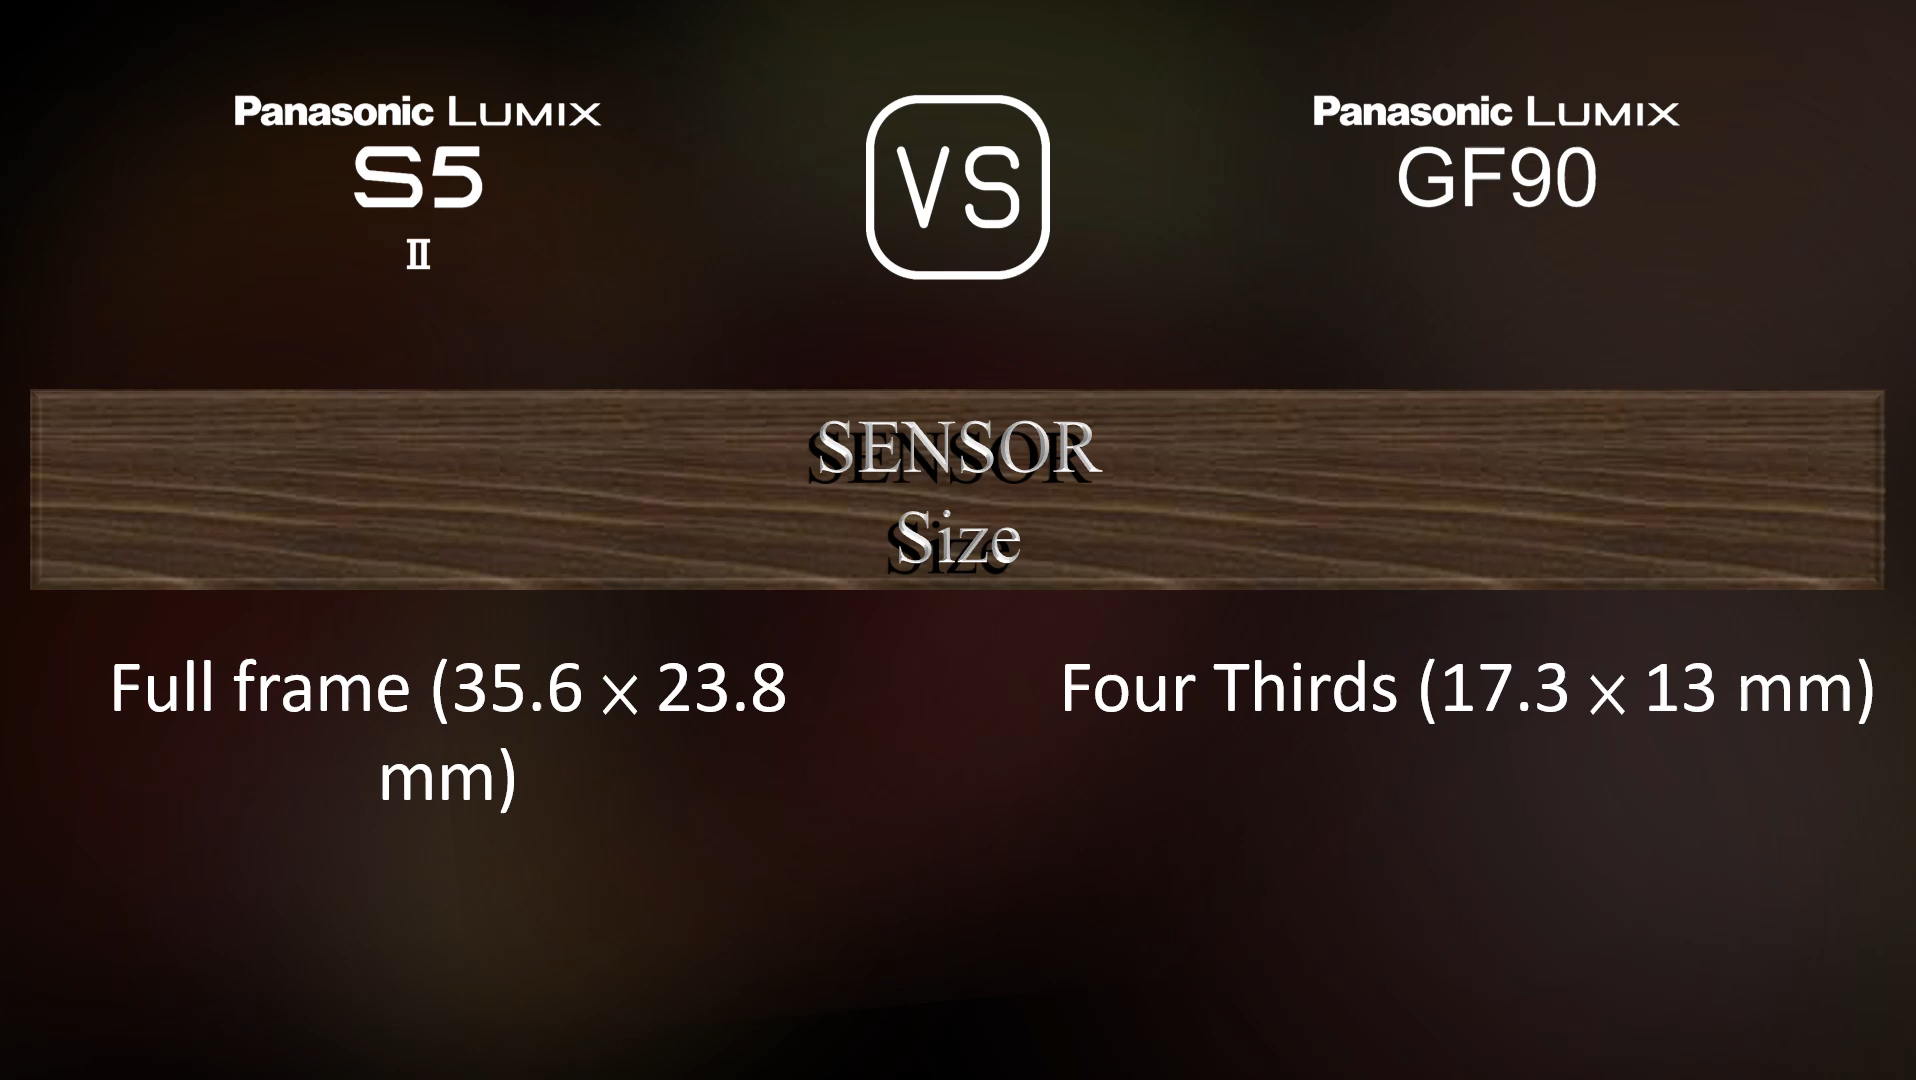 Panasonic LUMIX
S5
II
VS
Panasonic LUMIX
GF90
SENSOR
Size
Full frame (35.6 x 23.8
mm)
Four Thirds (17.3 x 13 mm)